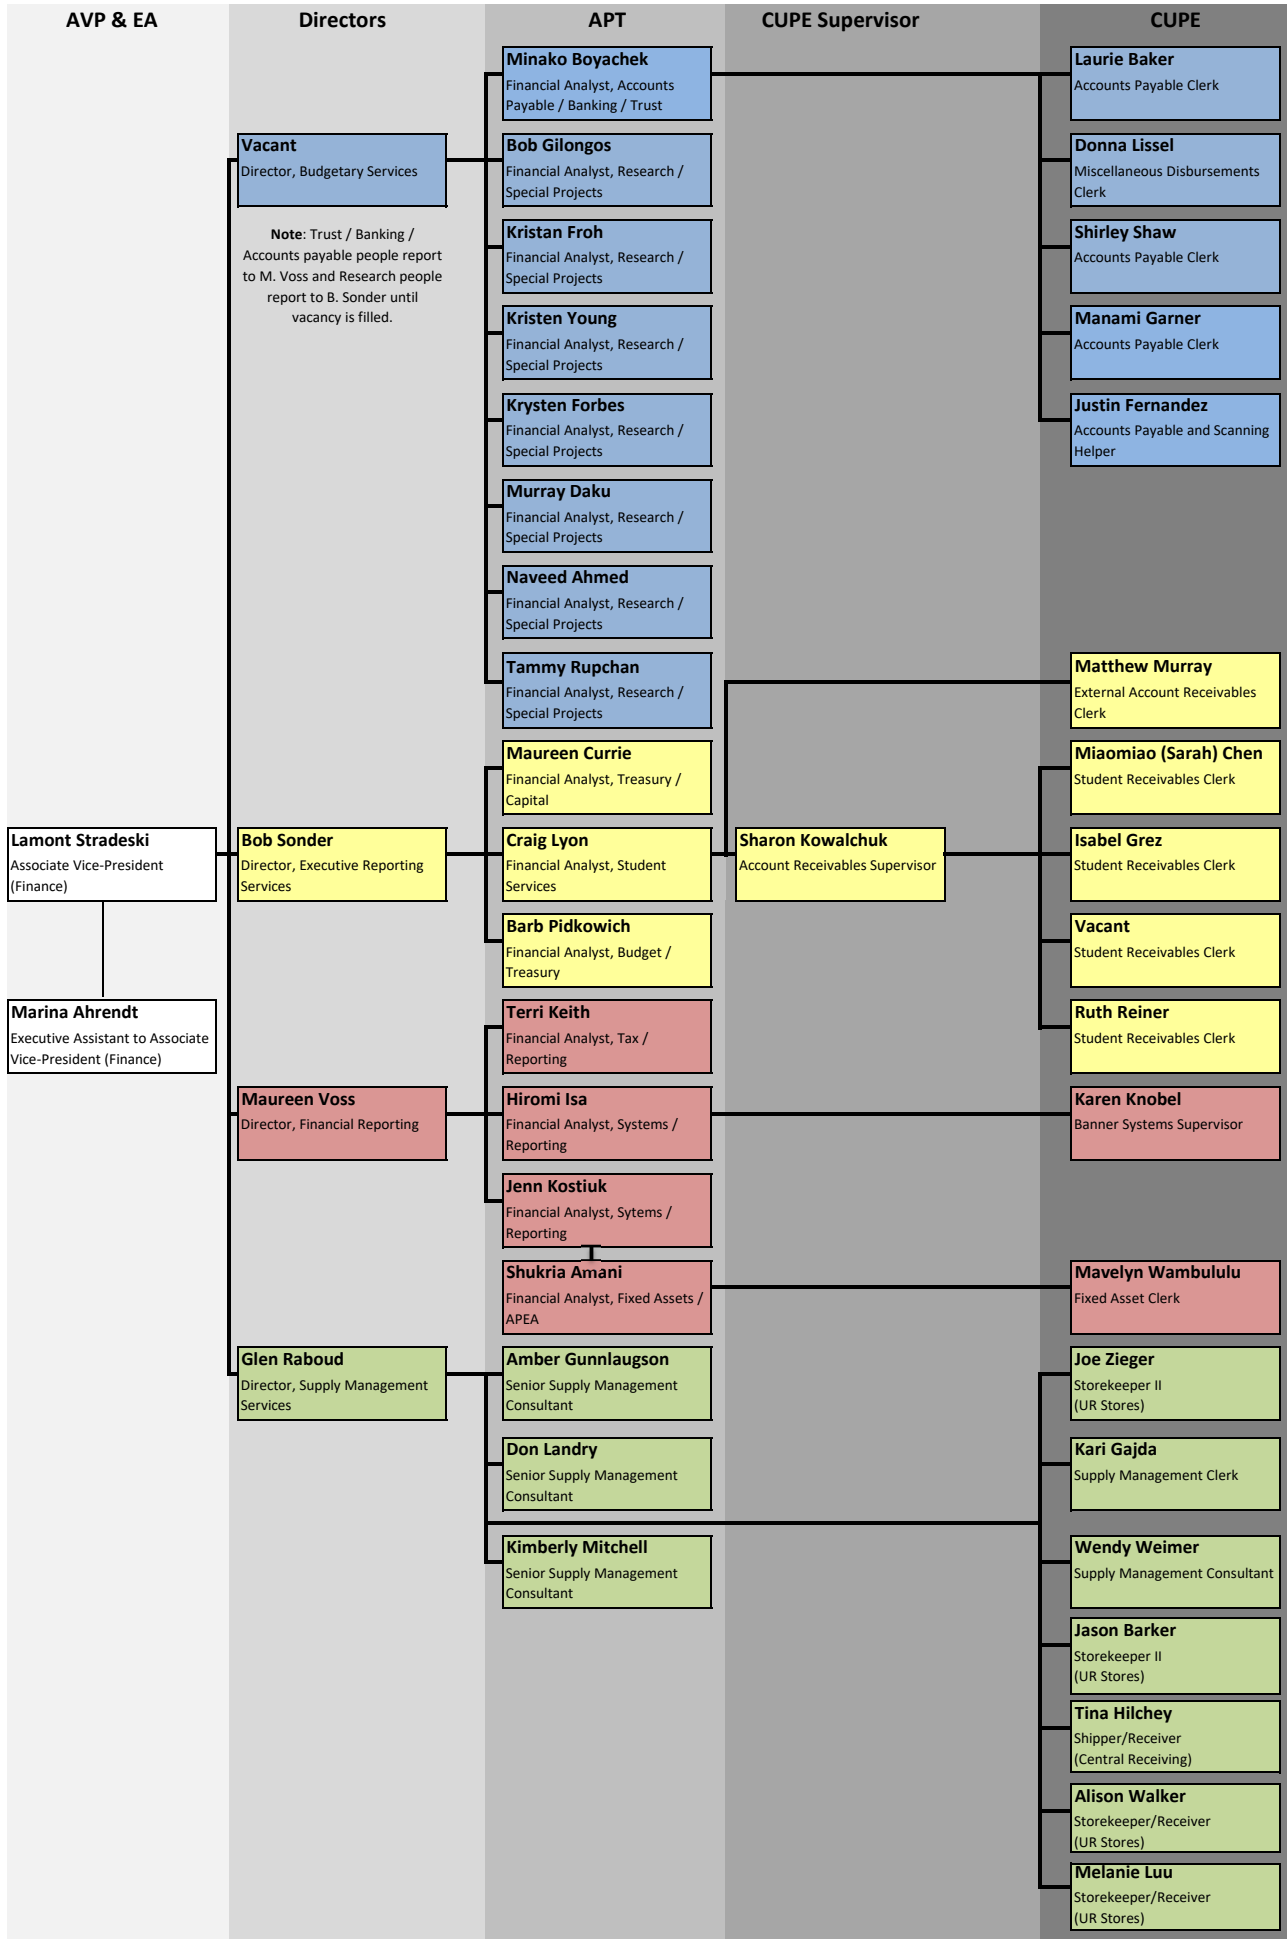 AVP & EA
Directors
APT
CUPE Supervisor
CUPE
Minako Boyachek
Financial Analyst, Accounts
Payable / Banking / Trust
Laurie Baker
Accounts Payable Clerk
Vacant
Director, Budgetary Services
Note: Trust / Banking /
Accounts payable people report
to M. Voss and Research people
report to B. Sonder until
vacancy is filled.
Bob Gilongos
Financial Analyst, Research /
Special Projects
Donna Lissel
Miscellaneous Disbursements
Clerk
Kristan Froh
Financial Analyst, Research /
Special Projects
Shirley Shaw
Accounts Payable Clerk
Kristen Young
Financial Analyst, Research /
Special Projects
Manami Garner
Accounts Payable Clerk
Krysten Forbes
Financial Analyst, Research /
Special Projects
Justin Fernandez
Accounts Payable and Scanning
Helper
Murray Daku
Financial Analyst, Research /
Special Projects
Naveed Ahmed
Financial Analyst, Research /
Special Projects
Tammy Rupchan
Financial Analyst, Research /
Special Projects
Matthew Murray
External Account Receivables
Clerk
Maureen Currie
Financial Analyst, Treasury /
Capital
Miaomiao (Sarah) Chen
Student Receivables Clerk
Lamont Stradeski
Associate Vice-President
(Finance)
Bob Sonder
Director, Executive Reporting
Services
Craig Lyon
Financial Analyst, Student
Services
Sharon Kowalchuk
Account Receivables Supervisor
Isabel Grez
Student Receivables Clerk
Barb Pidkowich
Financial Analyst, Budget /
Treasury
Vacant
Student Receivables Clerk
Marina Ahrendt
Executive Assistant to Associate
Vice-President (Finance)
Terri Keith
Financial Analyst, Tax /
Reporting
Ruth Reiner
Student Receivables Clerk
Maureen Voss
Director, Financial Reporting
Hiromi Isa
Financial Analyst, Systems /
Reporting
Karen Knobel
Banner Systems Supervisor
Jenn Kostiuk
Financial Analyst, Sytems /
Reporting
Shukria Amani
Financial Analyst, Fixed Assets /
APEA
Mavelyn Wambululu
Fixed Asset Clerk
Glen Raboud
Director, Supply Management
Services
Amber Gunnlaugson
Senior Supply Management
Consultant
Joe Zieger
Storekeeper II
(UR Stores)
Don Landry
Senior Supply Management
Consultant
Kari Gajda
Supply Management Clerk
Kimberly Mitchell
Senior Supply Management
Consultant
Wendy Weimer
Supply Management Consultant
Jason Barker
Storekeeper II
(UR Stores)
Tina Hilchey
Shipper/Receiver
(Central Receiving)
Alison Walker
Storekeeper/Receiver
(UR Stores)
Melanie Luu
Storekeeper/Receiver
(UR Stores)